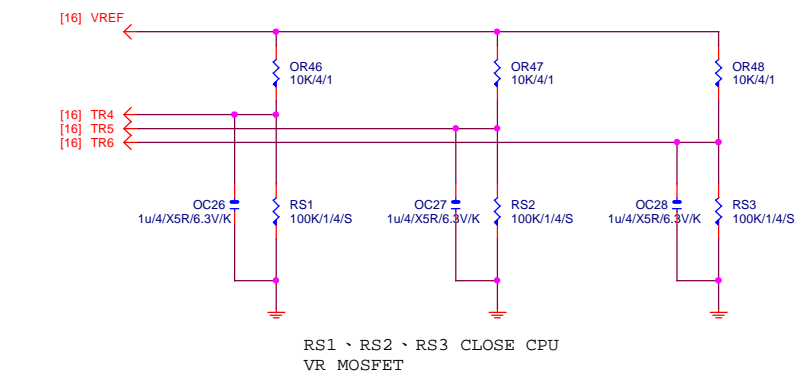 [16] VREF
OR46
10K/4/1
OR47
10K/4/1
OR48
10K/4/1
[16] TR4
[16] TR5
[16] TR6
OC26
1u/4/X5R/6.3V/K
RS1
100K/1/4/S
OC27
1u/4/X5R/6.3V/K
RS2
100K/1/4/S
OC28
1u/4/X5R/6.3V/K
RS3
100K/1/4/S
RS1、RS2、RS3 CLOSE CPU
VR MOSFET